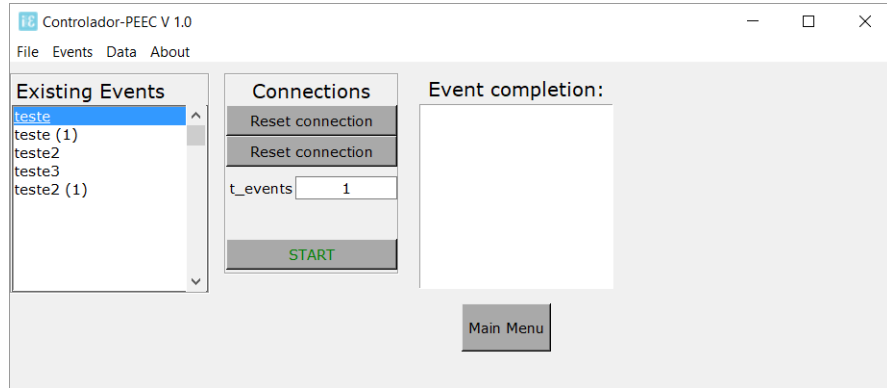 Controlador-PEEC V 1.0
File Events Data About
Existing Events
teste
teste (1)
teste2
teste3
teste2 (1)
Connections
Reset connection
Reset connection
t_events 1
START
Event completion:
Main Menu